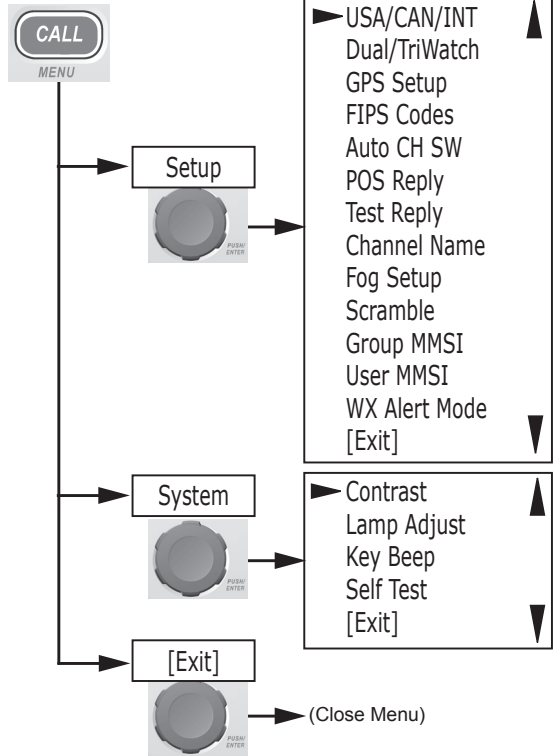 CALL
MENU
Setup
PUSH/
ENTER
USA/CAN/INT
Dual/TriWatch
GPS Setup
FIPS Codes
Auto CH SW
POS Reply
Test Reply
Channel Name
Fog Setup
Scramble
Group MMSI
User MMSI
WX Alert Mode
[Exit]
System
PUSH/
ENTER
Contrast
Lamp Adjust
Key Beep
Self Test
[Exit]
[Exit]
PUSH/
ENTER
(Close Menu)